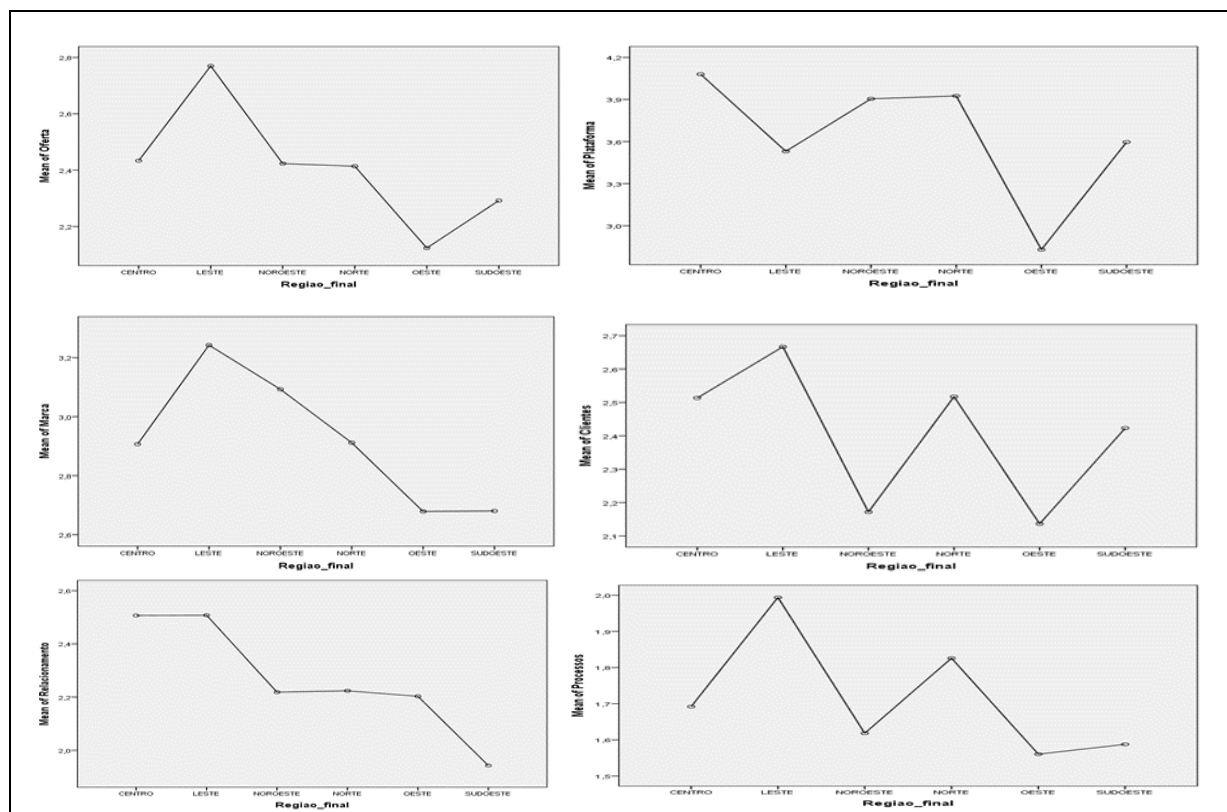 2,8
2,6
2,4
2,2
Mean of Oferta
CENTRO LESTE NOROESTE NORTE OESTE SUDOESTE
Regiao_final
4,2
3,9
3,6
3,3
3,0
Mean of Plataforma
CENTRO LESTE NOROESTE NORTE OESTE SUDOESTE
Regiao_final
3,2
3,0
2,8
2,6
Mean of Marca
CENTRO LESTE NOROESTE NORTE OESTE SUDOESTE
Regiao_final
2,7
2,6
2,5
2,4
2,3
2,2
2,1
Mean of Clientes
CENTRO LESTE NOROESTE NORTE OESTE SUDOESTE
Regiao_final
2,6
2,4
2,2
2,0
Mean of Relacionamento
CENTRO LESTE NOROESTE NORTE OESTE SUDOESTE
Regiao_final
2,0
1,9
1,8
1,7
1,6
1,5
Mean of Processos
CENTRO LESTE NOROESTE NORTE OESTE SUDOESTE
Regiao_final